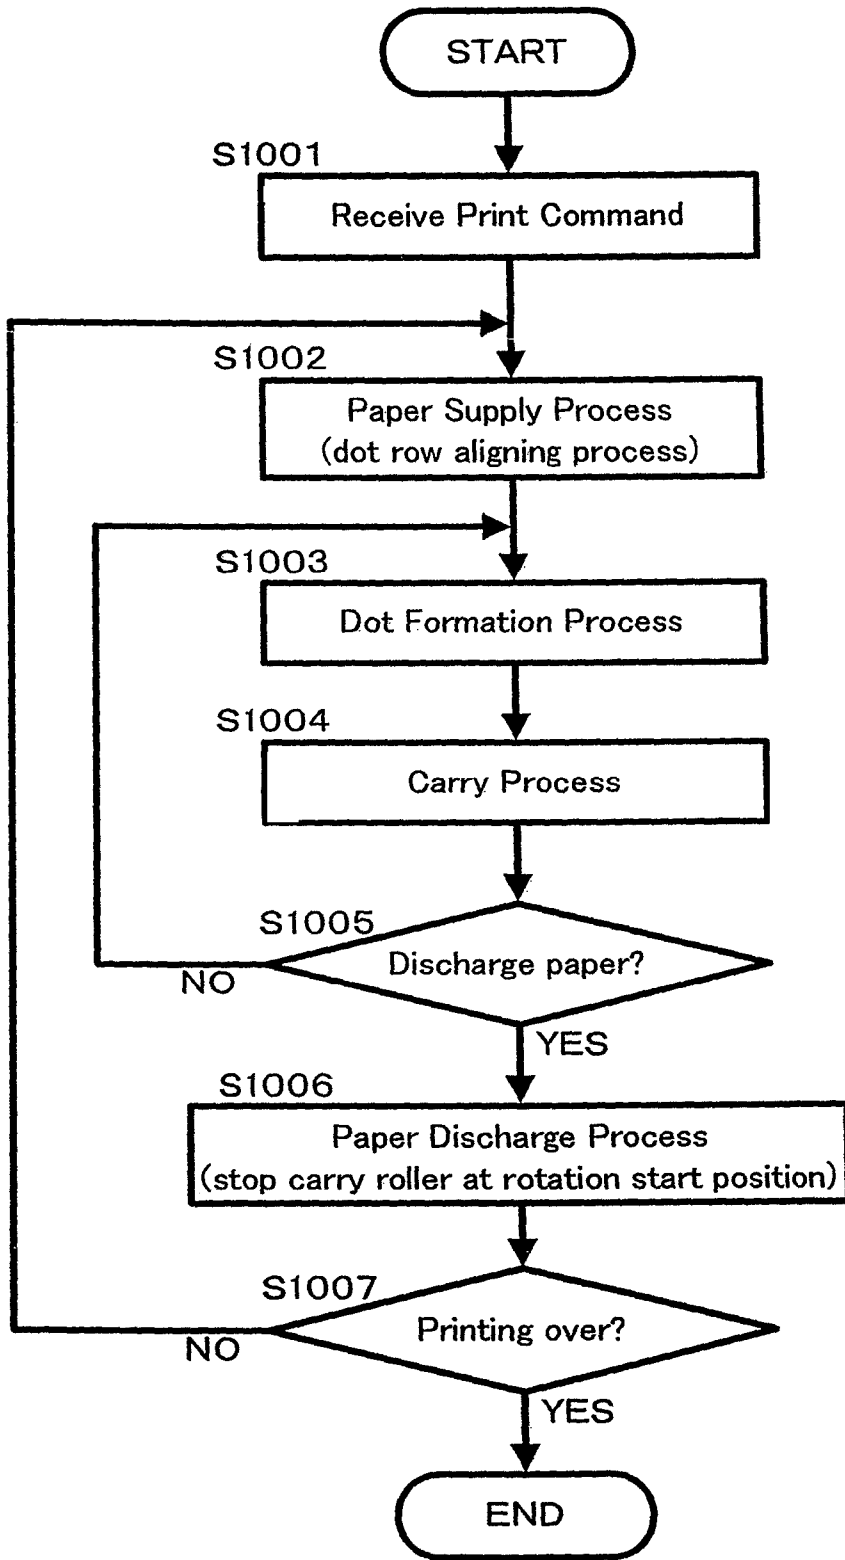 START
S1001
Receive Print Command
S1002
Paper Supply Process
(dot row aligning process)
S1003
Dot Formation Process
S1004
Carry Process
S1005
Discharge paper?
NO
YES
S1006
Paper Discharge Process
(stop carry roller at rotation start position)
S1007
Printing over?
NO
YES
END